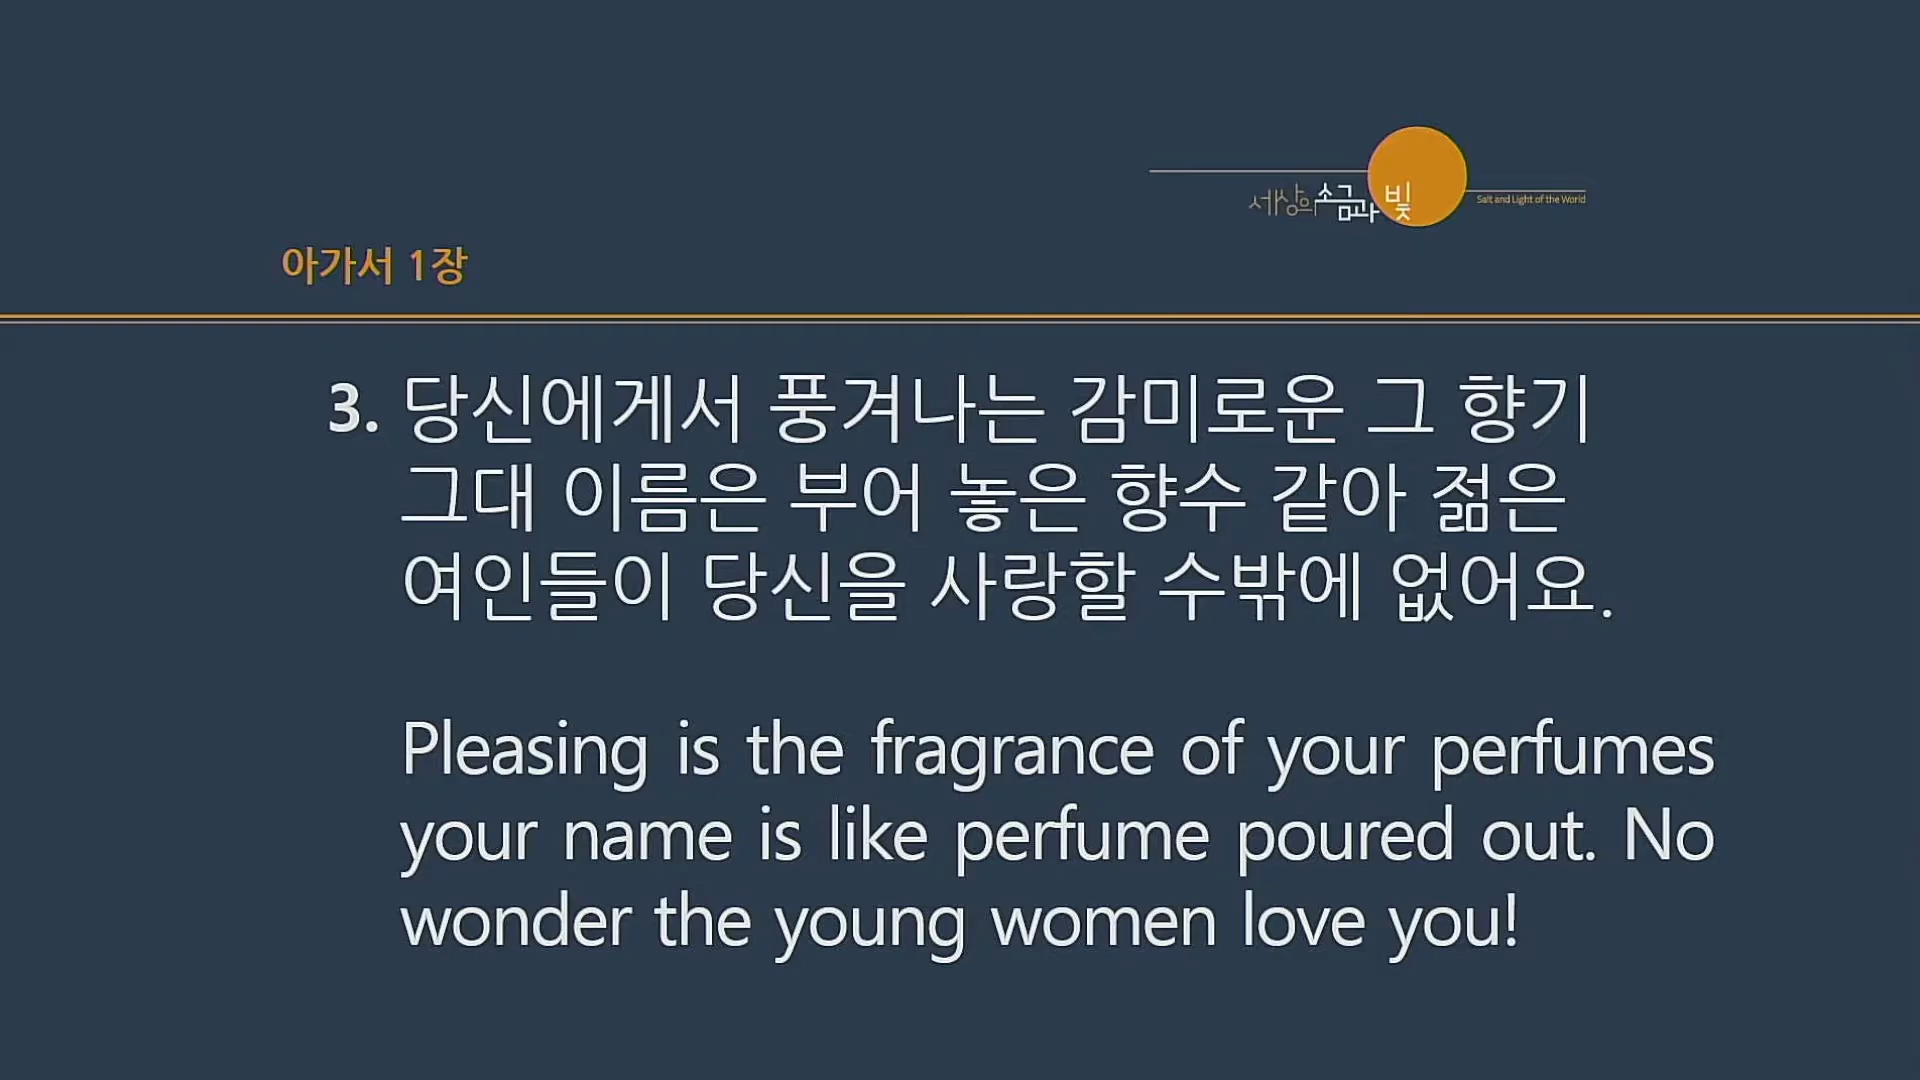 세상의 소금과 빛
Salt and Light of the World
아가서 1장
3. 당신에게서 풍겨나는 감미로운 그 향기
그대 이름은 부어 놓은 향수 같아 젊은
여인들이 당신을 사랑할 수밖에 없어요.
Pleasing is the fragrance of your perfumes
your name is like perfume poured out. No
wonder the young women love you!